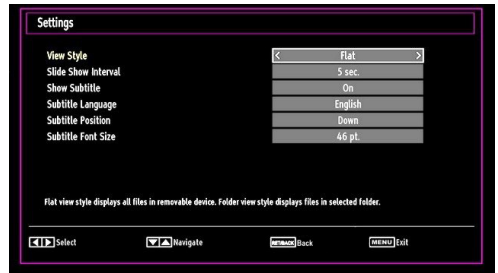 Settings
View Style < Flat >
Slide Show Interval 5 sec.
Show Subtitle On
Subtitle Language English
Subtitle Position Down
Subtitle Font Size 46 pt.
Flat view style displays all files in removable device. Folder view style displays files in selected folder.
Select Navigate RET/BACK Back MENU Exit